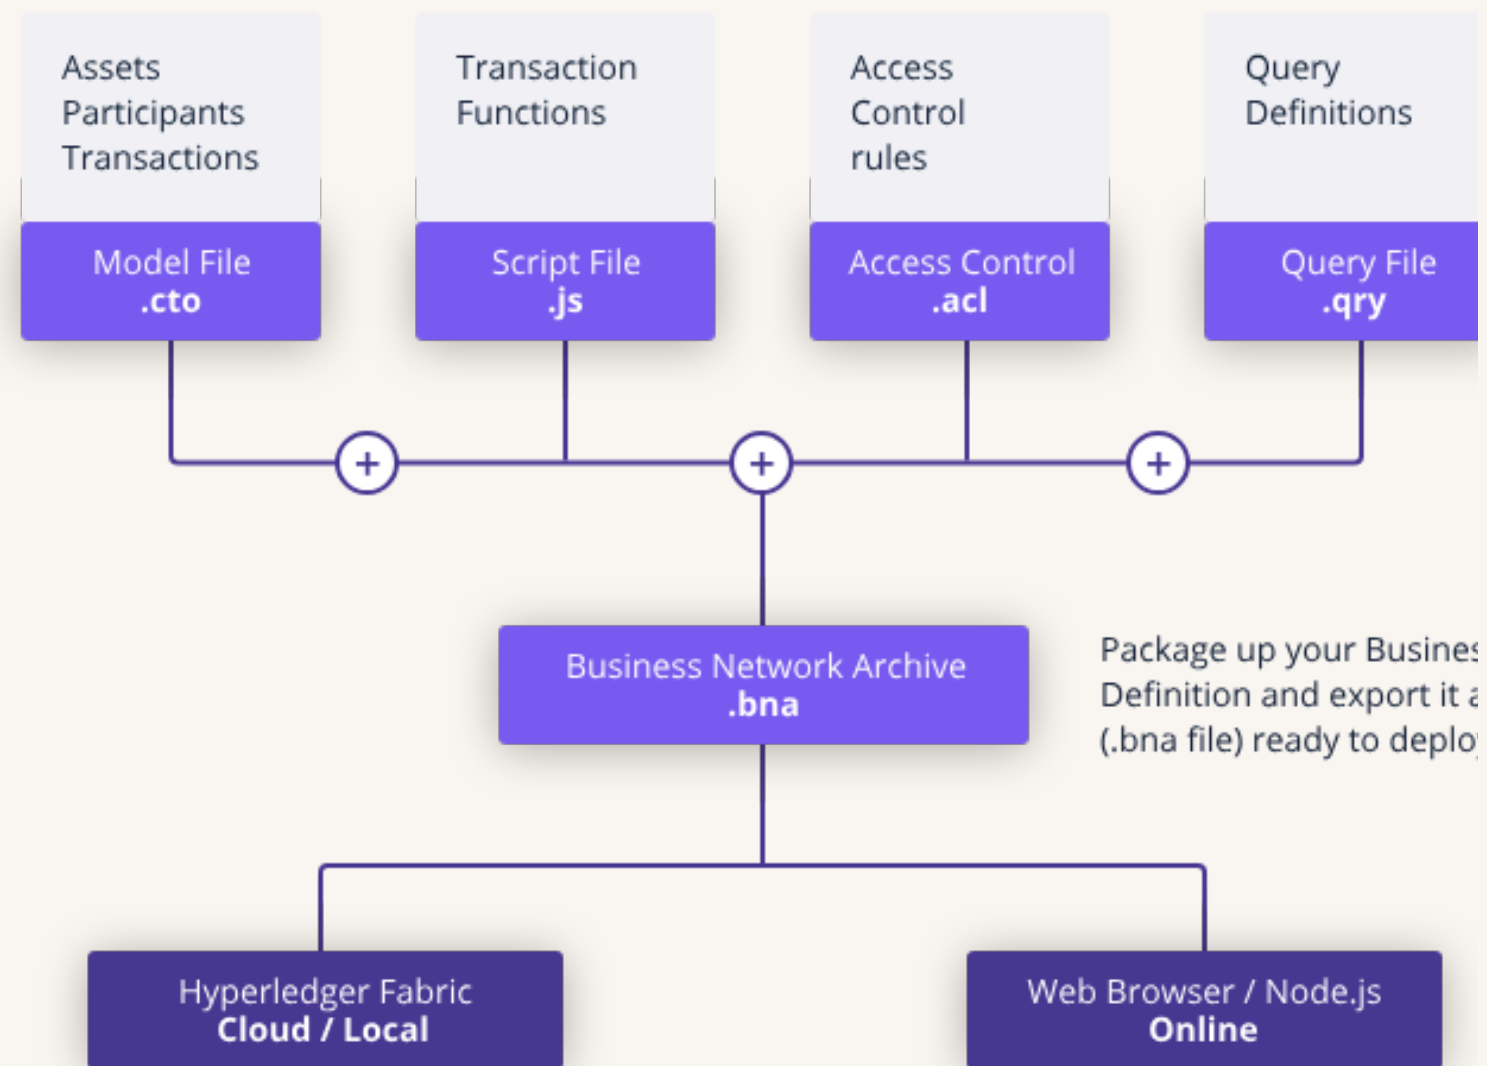 Assets
Participants
Transactions
Model File
.cto
Transaction
Functions
Script File
.js
Access
Control
rules
Access Control
.acl
Query
Definitions
Query File
.qry
+
+
+
Business Network Archive
.bna
Package up your
Definition and export it
(.bna file) ready to
Hyperledger Fabric
Cloud / Local
Web Browser / Node.js
Online